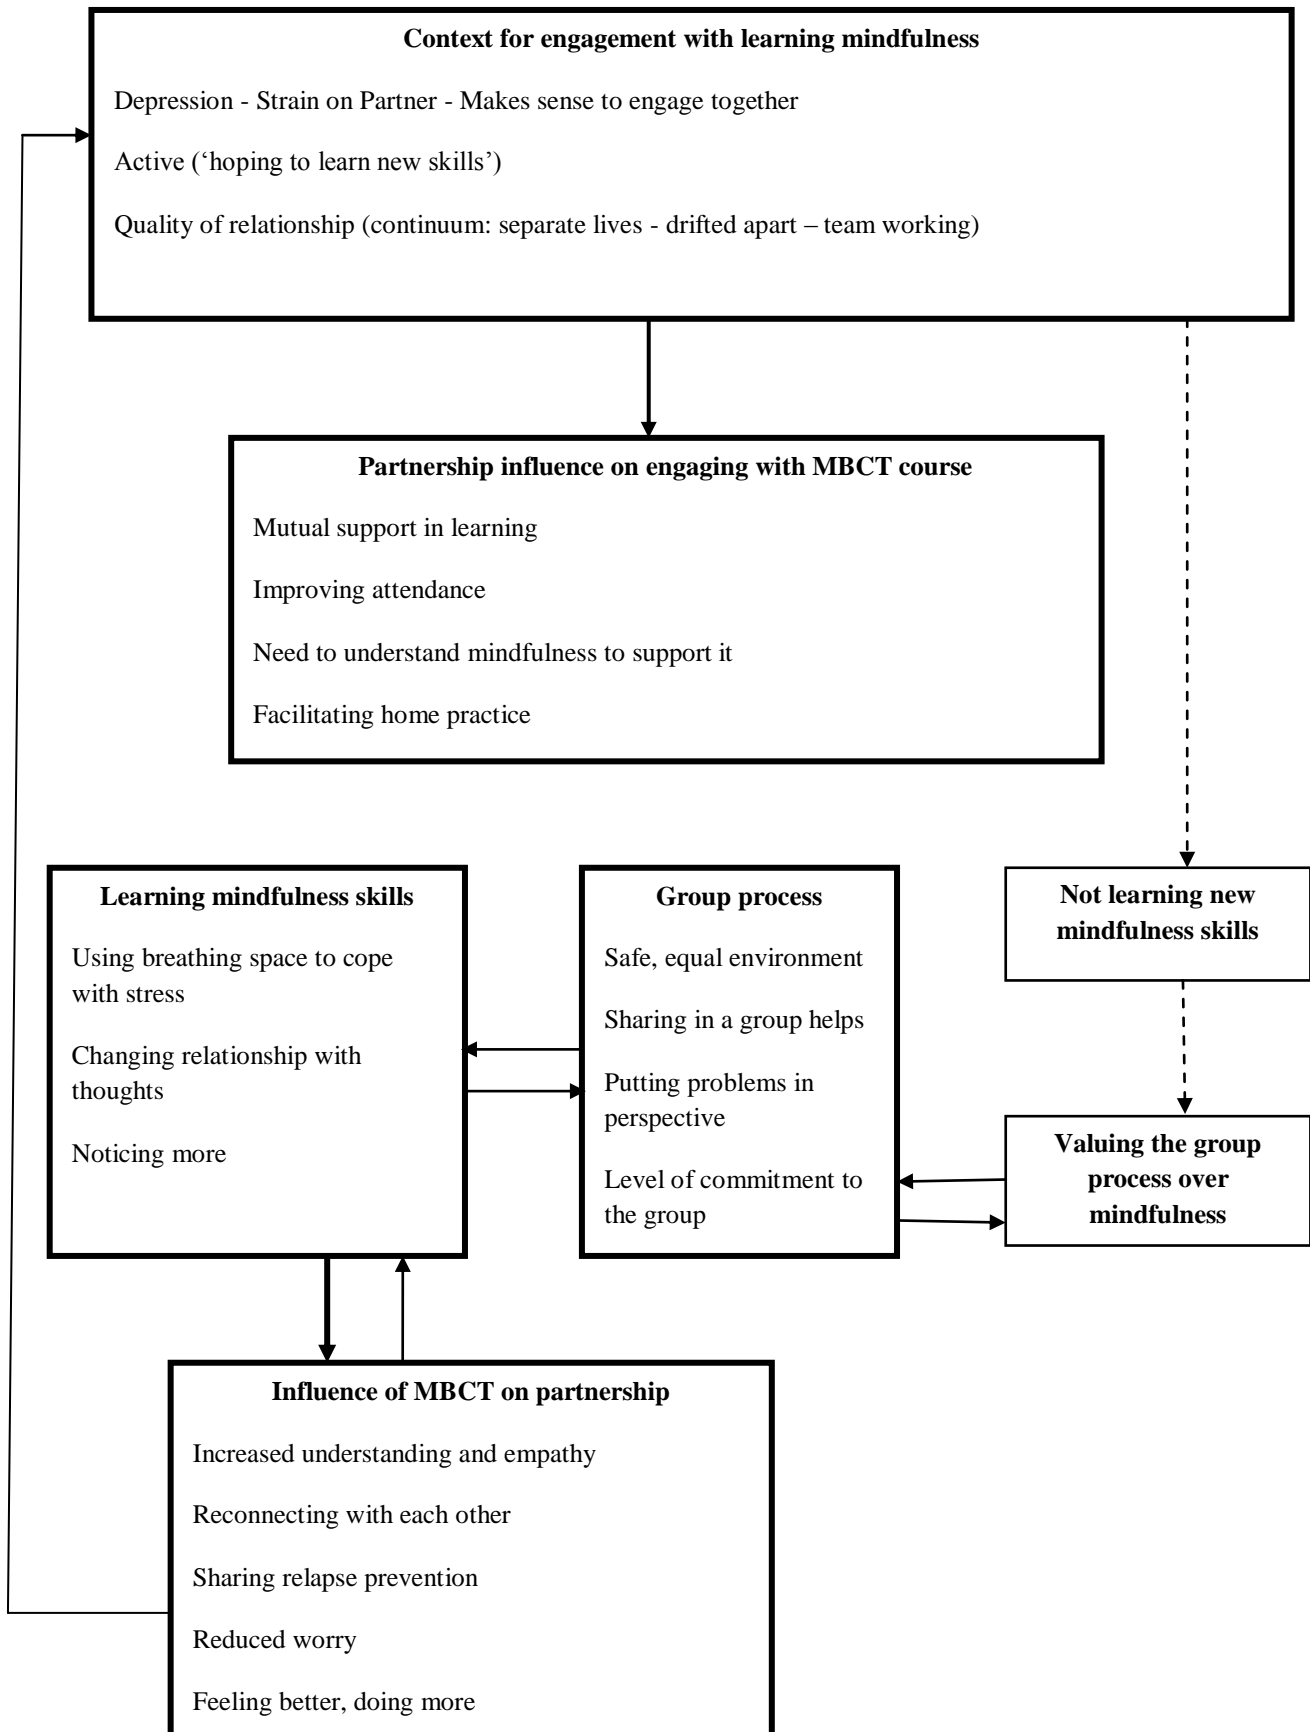 Context for engagement with learning mindfulness
Depression - Strain on Partner - Makes sense to engage together
Active (‘hoping to learn new skills’)
Quality of relationship (continuum: separate lives - drifted apart – team working)
Partnership influence on engaging with MBCT course
Mutual support in learning
Improving attendance
Need to understand mindfulness to support it
Facilitating home practice
Learning mindfulness skills
Using breathing space to cope
with stress
Changing relationship with
thoughts
Noticing more
Group process
Safe, equal environment
Sharing in a group helps
Putting problems in
perspective
Level of commitment to
the group
Not learning new
mindfulness skills
Valuing the group
process over
mindfulness
Influence of MBCT on partnership
Increased understanding and empathy
Reconnecting with each other
Sharing relapse prevention
Reduced worry
Feeling better, doing more